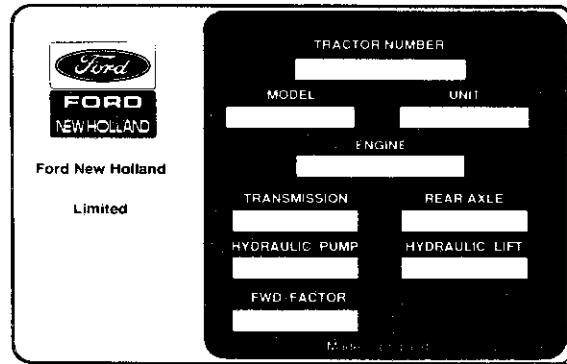 Ford
FORD
NEW HOLLAND
Ford New Holland
Limited
TRACTOR NUMBER
MODEL UNIT
ENGINE
TRANSMISSION REAR AXLE
HYDRAULIC PUMP HYDRAULIC LIFT
FWD-FACTOR
Made